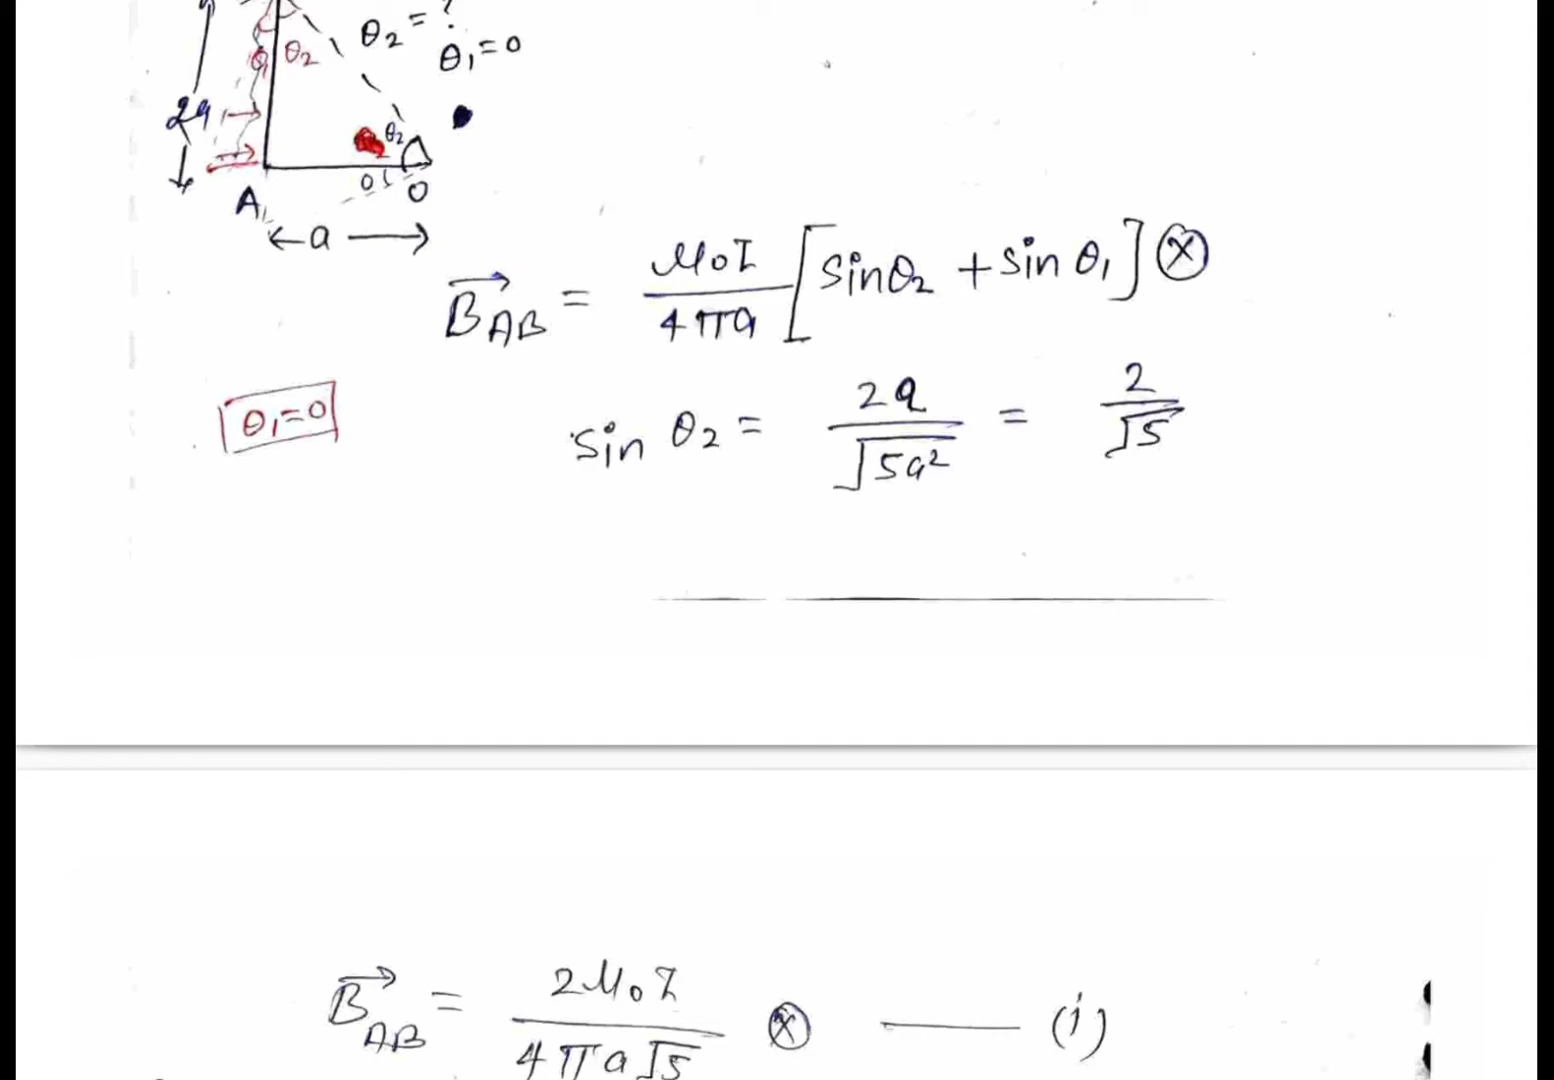 θ₂ = ?
θ₂
θ₁ = 0
2a
θ₂
A
O
← a →
B⃗_AB = μ₀I / 4πa [sinθ₂ + sin θ₁] ⊗
θ₁=0
sin θ₂ = 2a / √5a² = 2 / √5
B⃗_AB = 2μ₀I / 4πa√5 ⊗ —— (i)